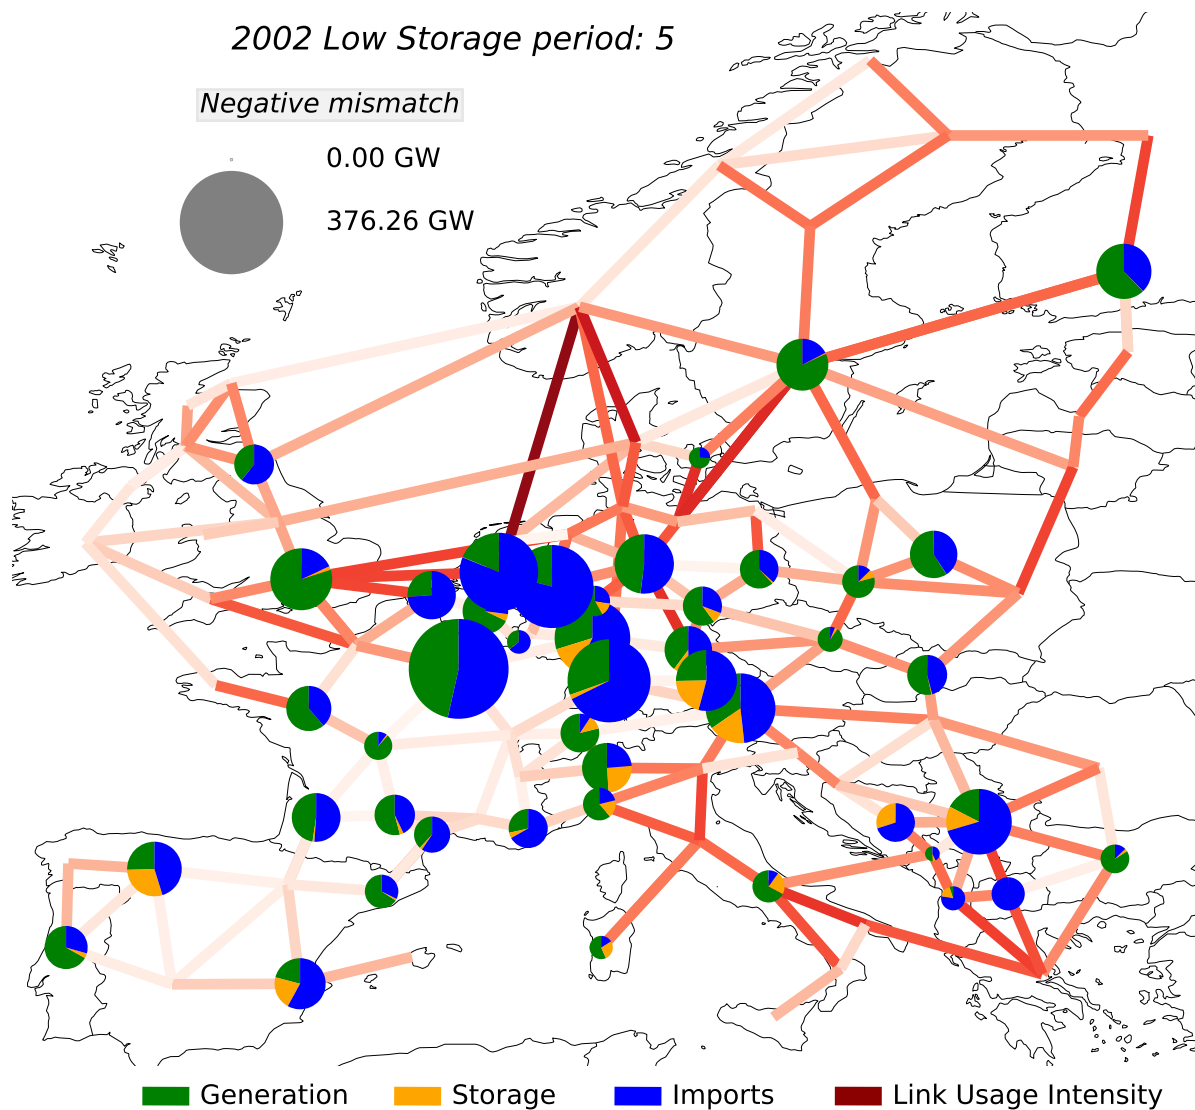 2002 Low Storage period: 5
Negative mismatch
0.00 GW
376.26 GW
Generation Storage Imports Link Usage Intensity